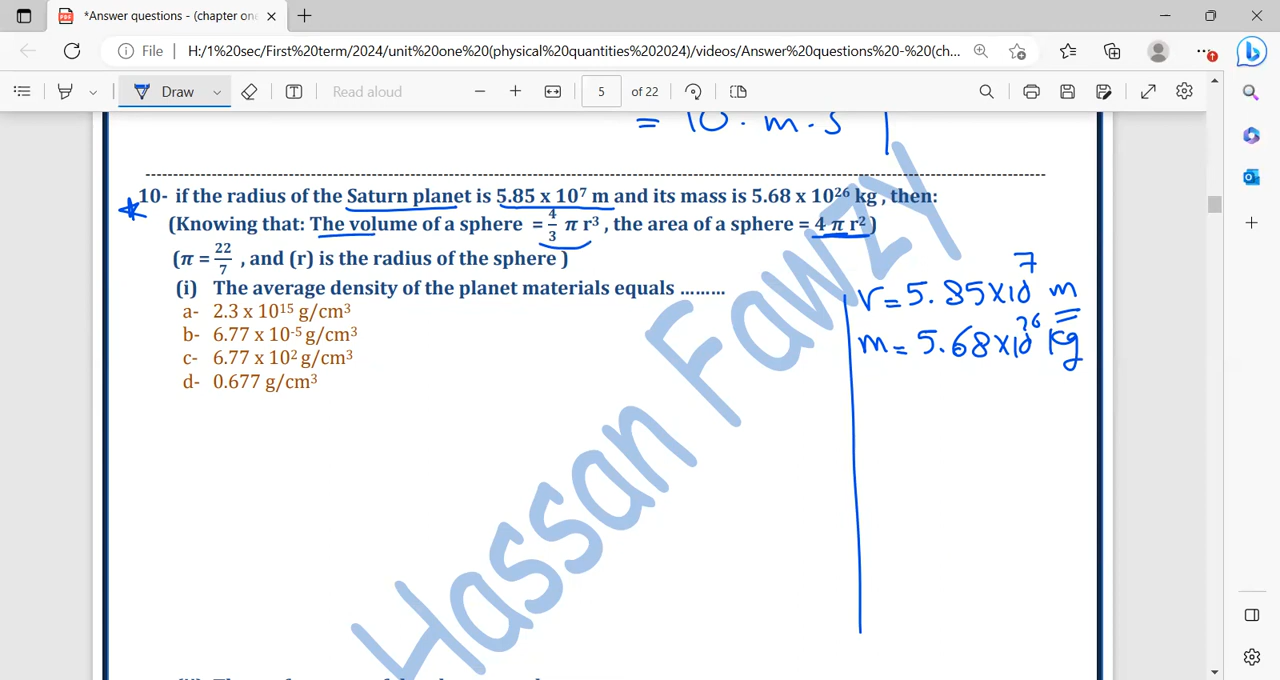 *Answer questions - (chapter one
File
H:/1%20sec/First%20term/2024/unit%20one%20(physical%20quantities%202024)/videos/Answer%20questions%20-%20(ch...
Draw
Read aloud
5 of 22
= 10 . m . s
10- if the radius of the Saturn planet is 5.85 x 10⁷ m and its mass is 5.68 x 10²⁶ kg , then:
(Knowing that: The volume of a sphere = 4/3 π r³ , the area of a sphere = 4 π r² )
(π = 22/7 , and (r) is the radius of the sphere )
(i) The average density of the planet materials equals .........
a- 2.3 x 10¹⁵ g/cm³
b- 6.77 x 10⁻⁵ g/cm³
c- 6.77 x 10² g/cm³
d- 0.677 g/cm³
r = 5.85×10⁷ m
m = 5.68×10²⁶ kg
Hassan Fawzy